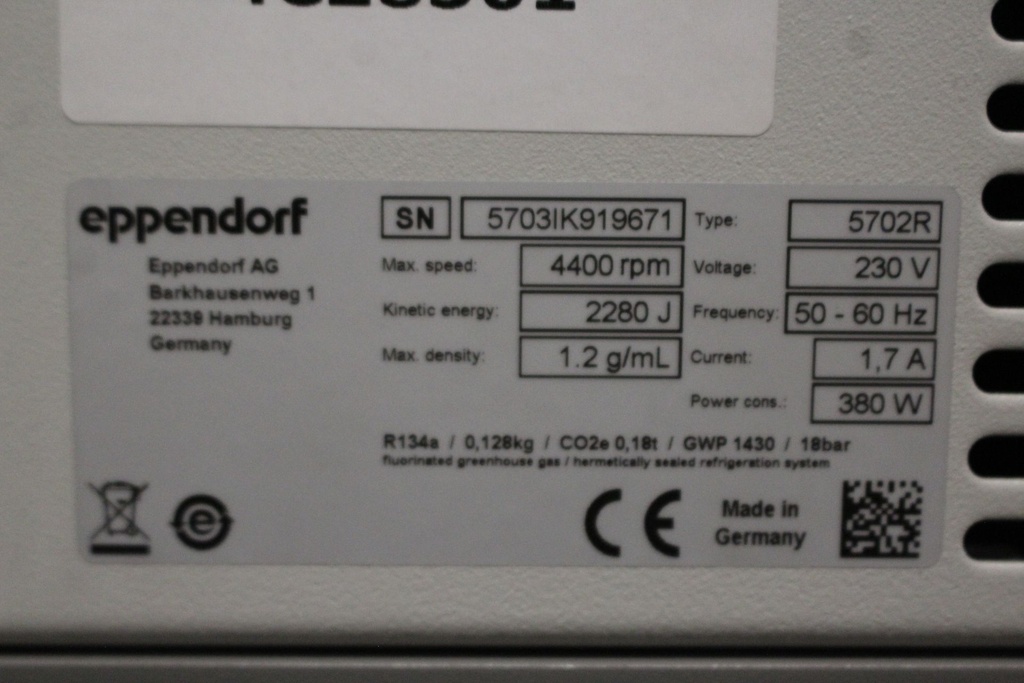 eppendorf
Eppendorf AG
Barkhausenweg 1
22339 Hamburg
Germany
SN 5703IK919671
Max. speed: 4400 rpm
Kinetic energy: 2280 J
Max. density: 1.2 g/mL
Type: 5702R
Voltage: 230 V
Frequency: 50 - 60 Hz
Current: 1,7 A
Power cons.: 380 W
R134a / 0,128kg / CO2e 0,18t / GWP 1430 / 18bar
fluorinated greenhouse gas / hermetically sealed refrigeration system
e
CE
Made in
Germany